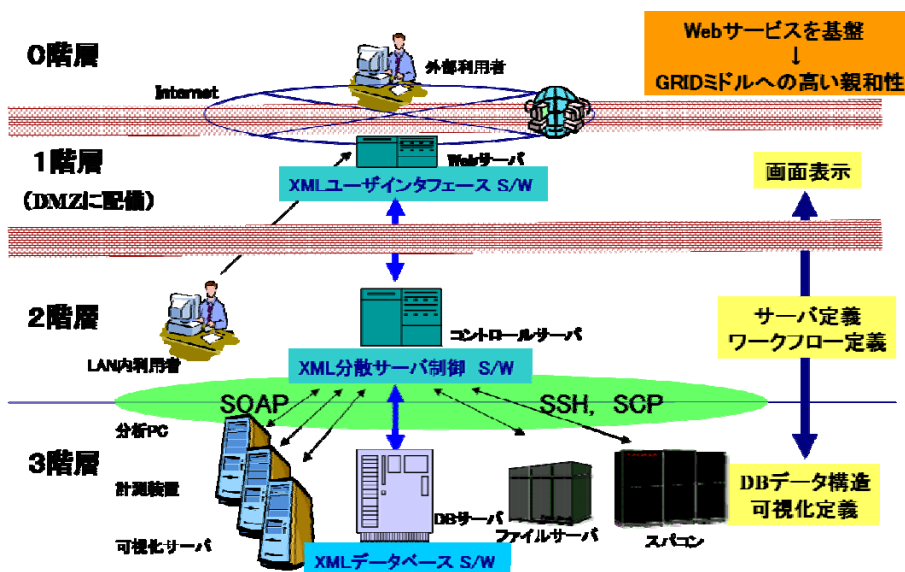 0階層
Internet
外部利用者
Webサービスを基盤
↓
GRIDミドルへの高い親和性
1階層
(DMZに配備)
Webサーバ
XMLユーザインタフェース S/W
画面表示
2階層
LAN内利用者
コントロールサーバ
XML分散サーバ制御 S/W
サーバ定義
ワークフロー定義
SOAP
SSH, SCP
3階層
分析PC
計測装置
可視化サーバ
DBサーバ
XMLデータベース S/W
ファイルサーバ
スパコン
DBデータ構造
可視化定義